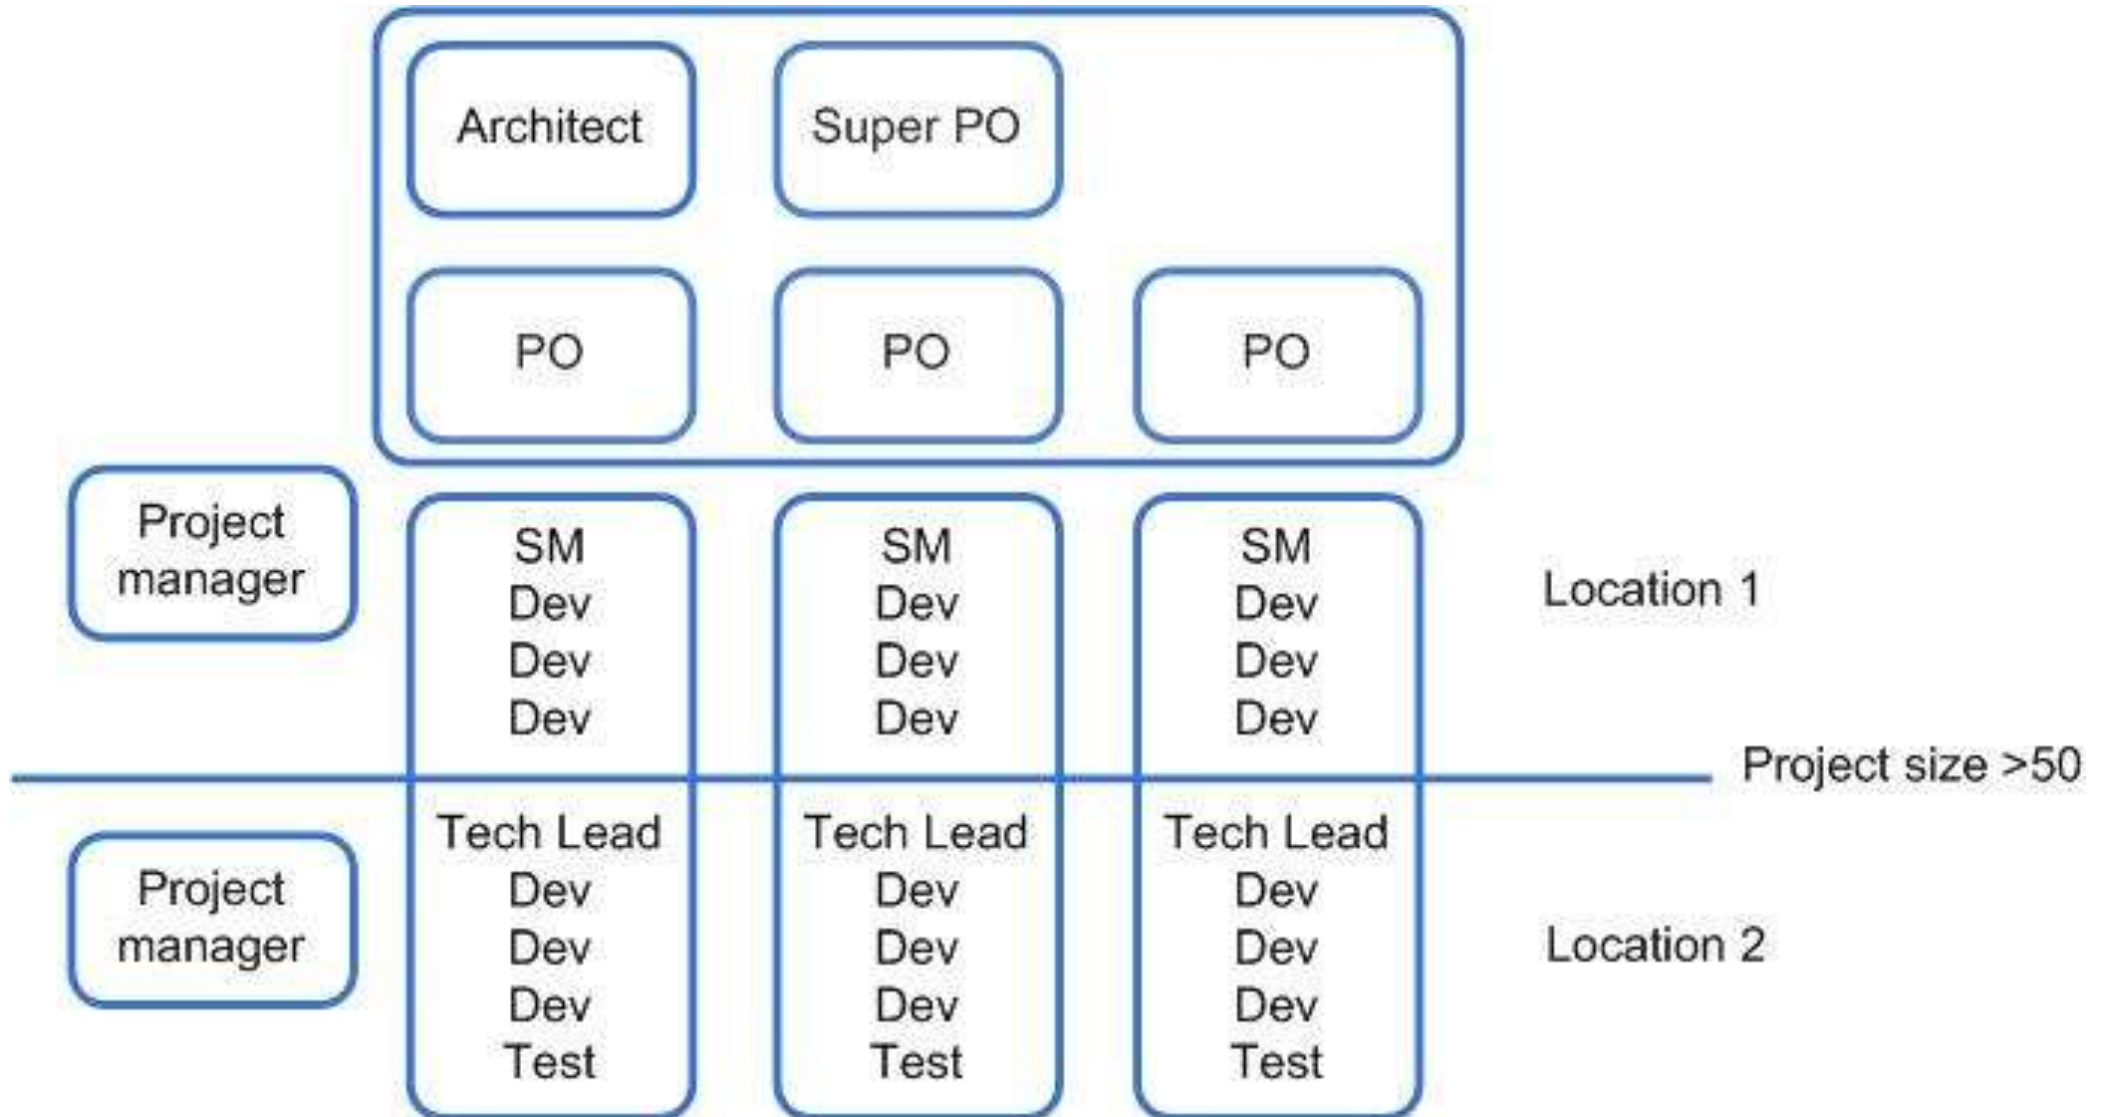 Architect
Super PO
PO
PO
PO
Project
manager
SM
Dev
Dev
Dev
SM
Dev
Dev
Dev
SM
Dev
Dev
Dev
Location 1
Project size >50
Project
manager
Tech Lead
Dev
Dev
Dev
Test
Tech Lead
Dev
Dev
Dev
Test
Tech Lead
Dev
Dev
Dev
Test
Location 2